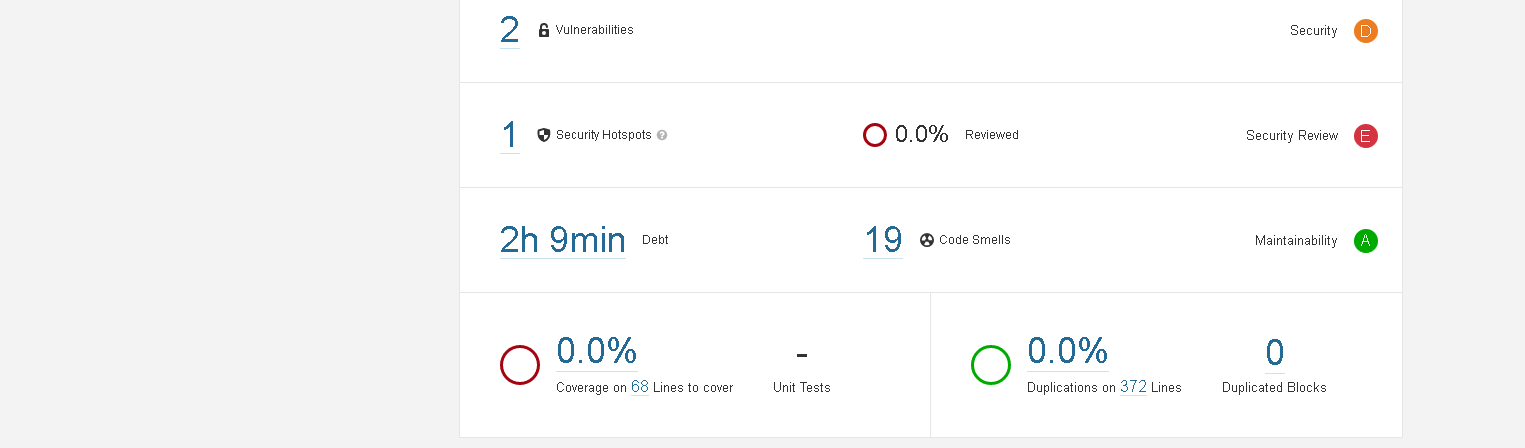 2 Vulnerabilities Security D
1 Security Hotspots ? 0.0% Reviewed Security Review E
2h 9min Debt 19 Code Smells Maintainability A
0.0% - 0.0% 0
Coverage on 68 Lines to cover Unit Tests Duplications on 372 Lines Duplicated Blocks